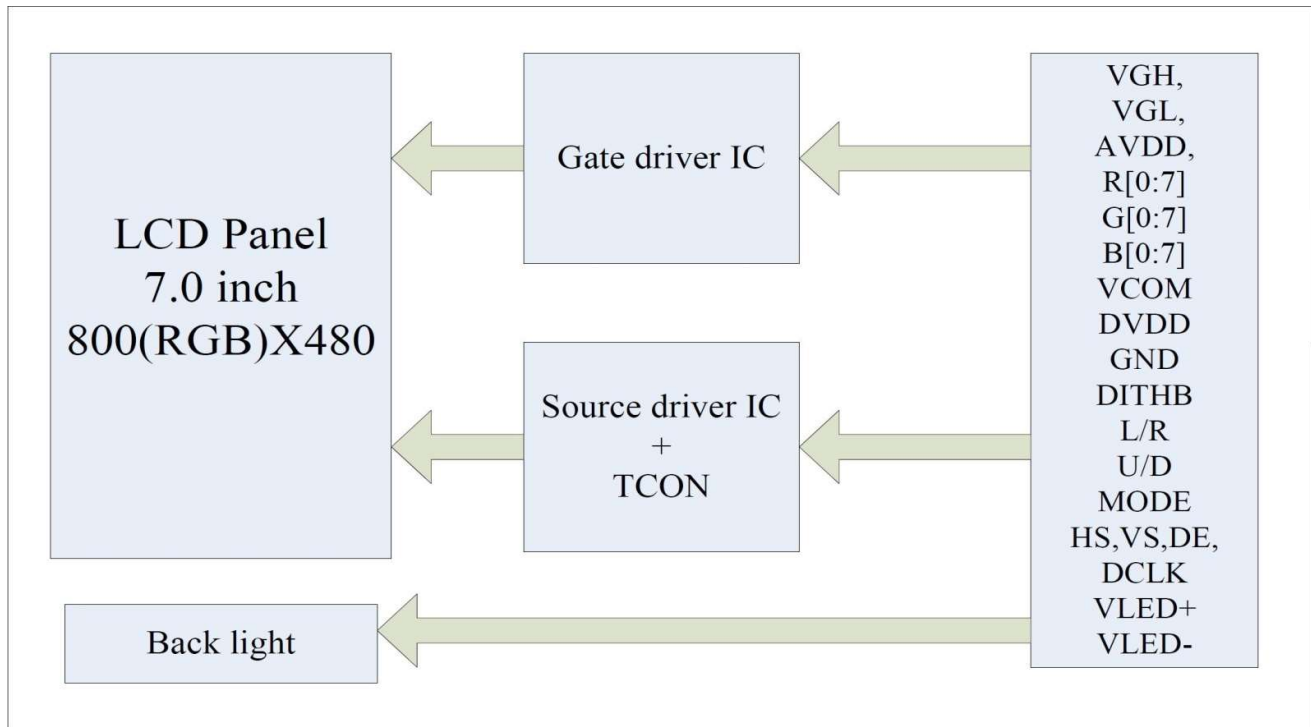 LCD Panel
7.0 inch
800(RGB)X480
Gate driver IC
Source driver IC
+
TCON
Back light
VGH,
VGL,
AVDD,
R[0:7]
G[0:7]
B[0:7]
VCOM
DVDD
GND
DITHB
L/R
U/D
MODE
HS,VS,DE,
DCLK
VLED+
VLED-